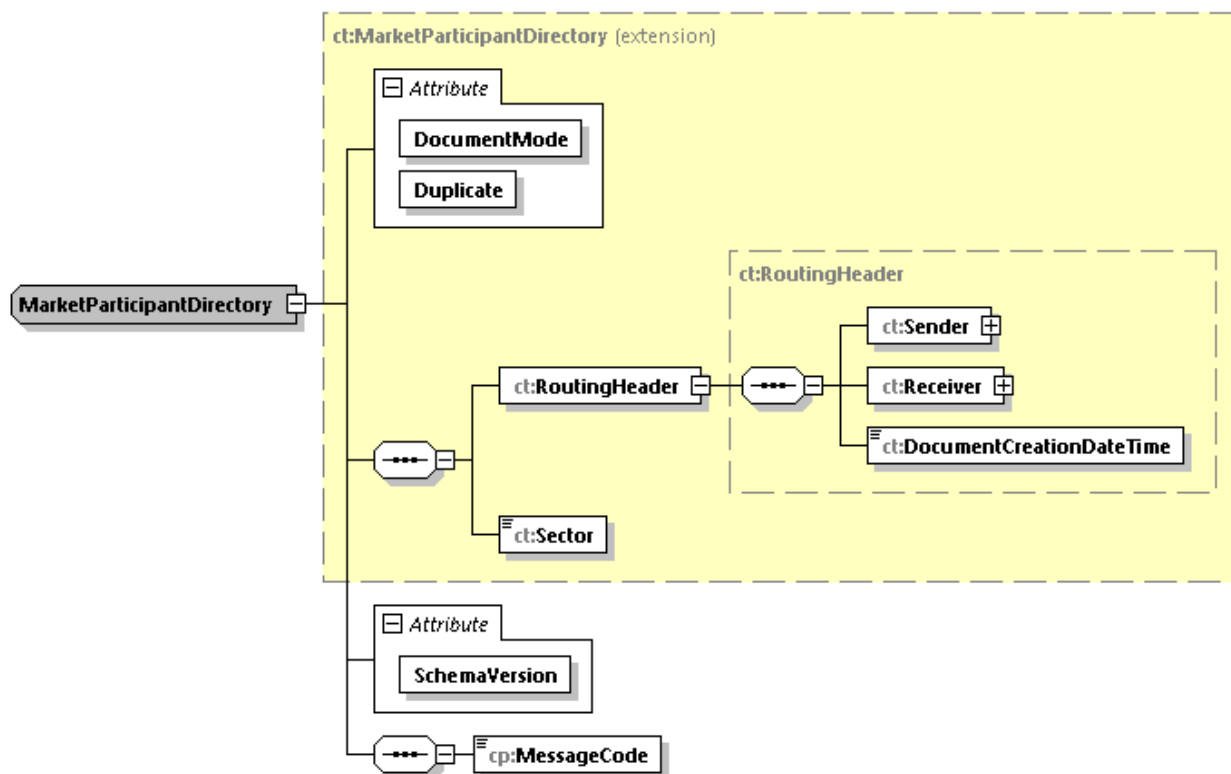 ct:MarketParticipantDirectory (extension)
Attribute
DocumentMode
Duplicate
MarketParticipantDirectory
ct:RoutingHeader
ct:Sender
ct:RoutingHeader
ct:Receiver
ct:DocumentCreationDateTime
ct:Sector
Attribute
SchemaVersion
cp:MessageCode